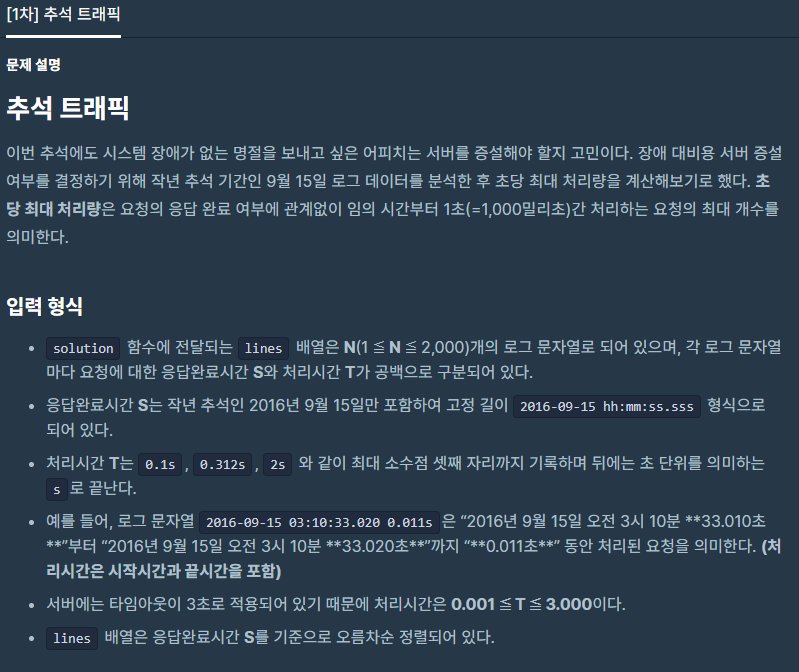 [1차] 추석 트래픽
문제 설명
추석 트래픽
이번 추석에도 시스템 장애가 없는 명절을 보내고 싶은 어피치는 서버를 증설해야 할지 고민이다. 장애 대비용 서버 증설
여부를 결정하기 위해 작년 추석 기간인 9월 15일 로그 데이터를 분석한 후 초당 최대 처리량을 계산해보기로 했다. 초
당 최대 처리량은 요청의 응답 완료 여부에 관계없이 임의 시간부터 1초(=1,000밀리초)간 처리하는 요청의 최대 개수를
의미한다.
입력 형식
• solution 함수에 전달되는 lines 배열은 N(1 ≦ N ≦ 2,000)개의 로그 문자열로 되어 있으며, 각 로그 문자열
마다 요청에 대한 응답완료시간 S와 처리시간 T가 공백으로 구분되어 있다.
• 응답완료시간 S는 작년 추석인 2016년 9월 15일만 포함하여 고정 길이 2016-09-15 hh:mm:ss.sss 형식으로
되어 있다.
• 처리시간 T는 0.1s , 0.312s , 2s 와 같이 최대 소수점 셋째 자리까지 기록하며 뒤에는 초 단위를 의미하는
s 로 끝난다.
• 예를 들어, 로그 문자열 2016-09-15 03:10:33.020 0.011s 은 “2016년 9월 15일 오전 3시 10분 **33.010초
**”부터 “2016년 9월 15일 오전 3시 10분 **33.020초**”까지 “**0.011초**” 동안 처리된 요청을 의미한다. (처
리시간은 시작시간과 끝시간을 포함)
• 서버에는 타임아웃이 3초로 적용되어 있기 때문에 처리시간은 0.001 ≦ T ≦ 3.000이다.
• lines 배열은 응답완료시간 S를 기준으로 오름차순 정렬되어 있다.